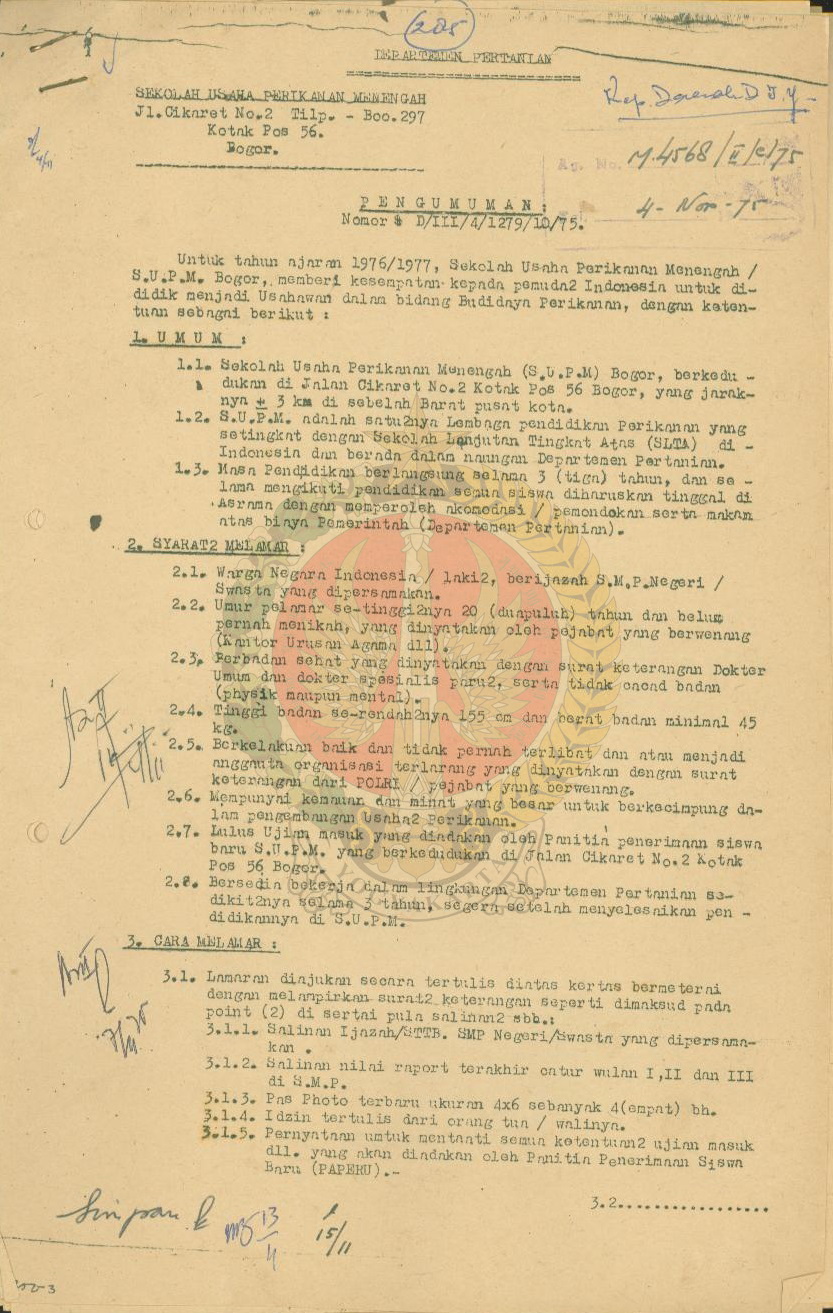 205
DEPARTEMEN PERTANIAN
SEKOLAH USAHA PERIKANAN MENENGAH
Jl.Cikaret No.2 Tilp. - Boo.297
Kotak Pos 56.
Bogor.
Kep. Daerah D I. Y -
Ag. No. M.4568/II/c/75
4 - Nop - 75
P E N G U M U M A N :
Nomor : D/III/4/1279/10/75.
Untuk tahun ajaran 1976/1977, Sekolah Usaha Perikanan Menengah /
S.U.P.M. Bogor, memberi kesempatan kepada pemuda2 Indonesia untuk di-
didik menjadi Usahawan dalam bidang Budidaya Perikanan, dengan keten-
tuan sebagai berikut :
1. U M U M :
1.1. Sekolah Usaha Perikanan Menengah (S.U.P.M) Bogor, berkedu -
dukan di Jalan Cikaret No.2 Kotak Pos 56 Bogor, yang jarak-
nya ± 3 km di sebelah Barat pusat kota.
1.2. S.U.P.M. adalah satu2nya Lembaga pendidikan Perikanan yang
setingkat dengan Sekolah Lanjutan Tingkat Atas (SLTA) di -
Indonesia dan berada dalam naungan Departemen Pertanian.
1.3. Masa Pendidikan berlangsung selama 3 (tiga) tahun, dan se -
lama mengikuti pendidikan semua siswa diharuskan tinggal di
Asrama dengan memperoleh akomodasi / pemondokan serta makan
atas biaya Pemerintah (Departemen Pertanian).
2. SYARAT2 MELAMAR :
2.1. Warga Negara Indonesia / laki2, berijazah S.M.P.Negeri /
Swasta yang dipersamakan.
2.2. Umur pelamar se-tinggi2nya 20 (duapuluh) tahun dan belum
pernah menikah, yang dinyatakan oleh pejabat yang berwenang
(Kantor Urusan Agama dll).
2.3. Berbadan sehat yang dinyatakan dengan surat keterangan Dokter
Umum dan dokter spesialis paru2, serta tidak cacad badan
(physik maupun mental).
2.4. Tinggi badan se-rendah2nya 155 cm dan berat badan minimal 45
kg.
2.5. Berkelakuan baik dan tidak pernah terlibat dan atau menjadi
anggauta organisasi terlarang yang dinyatakan dengan surat
keterangan dari POLRI / pejabat yang berwenang.
2.6. Mempunyai kemauan dan minat yang besar untuk berkecimpung da-
lam pengembangan Usaha2 Perikanan.
2.7. Lulus Ujian masuk yang diadakan oleh Panitia penerimaan siswa
baru S.U.P.M. yang berkedudukan di Jalan Cikaret No.2 Kotak
Pos 56 Bogor.
2.8. Bersedia bekerja dalam lingkungan Departemen Pertanian se-
dikit2nya selama 3 tahun, segera setelah menyelesaikan pen -
didikannya di S.U.P.M.
3. CARA MELAMAR :
3.1. Lamaran diajukan secara tertulis diatas kertas bermeterai
dengan melampirkan surat2 keterangan seperti dimaksud pada
point (2) di sertai pula salinan2 sbb.:
3.1.1. Salinan Ijazah/STTB. SMP Negeri/Swasta yang dipersama-
kan .
3.1.2. Salinan nilai raport terakhir catur wulan I,II dan III
di S.M.P.
3.1.3. Pas Photo terbaru ukuran 4x6 sebanyak 4(empat) bh.
3.1.4. Idzin tertulis dari orang tua / walinya.
3.1.5. Pernyataan umtuk mentaati semua ketentuan2 ujian masuk
dll. yang akan diadakan oleh Panitia Penerimaan Siswa
Baru (PAPERU).-
3.2..................
Simpan
13/4
15/11